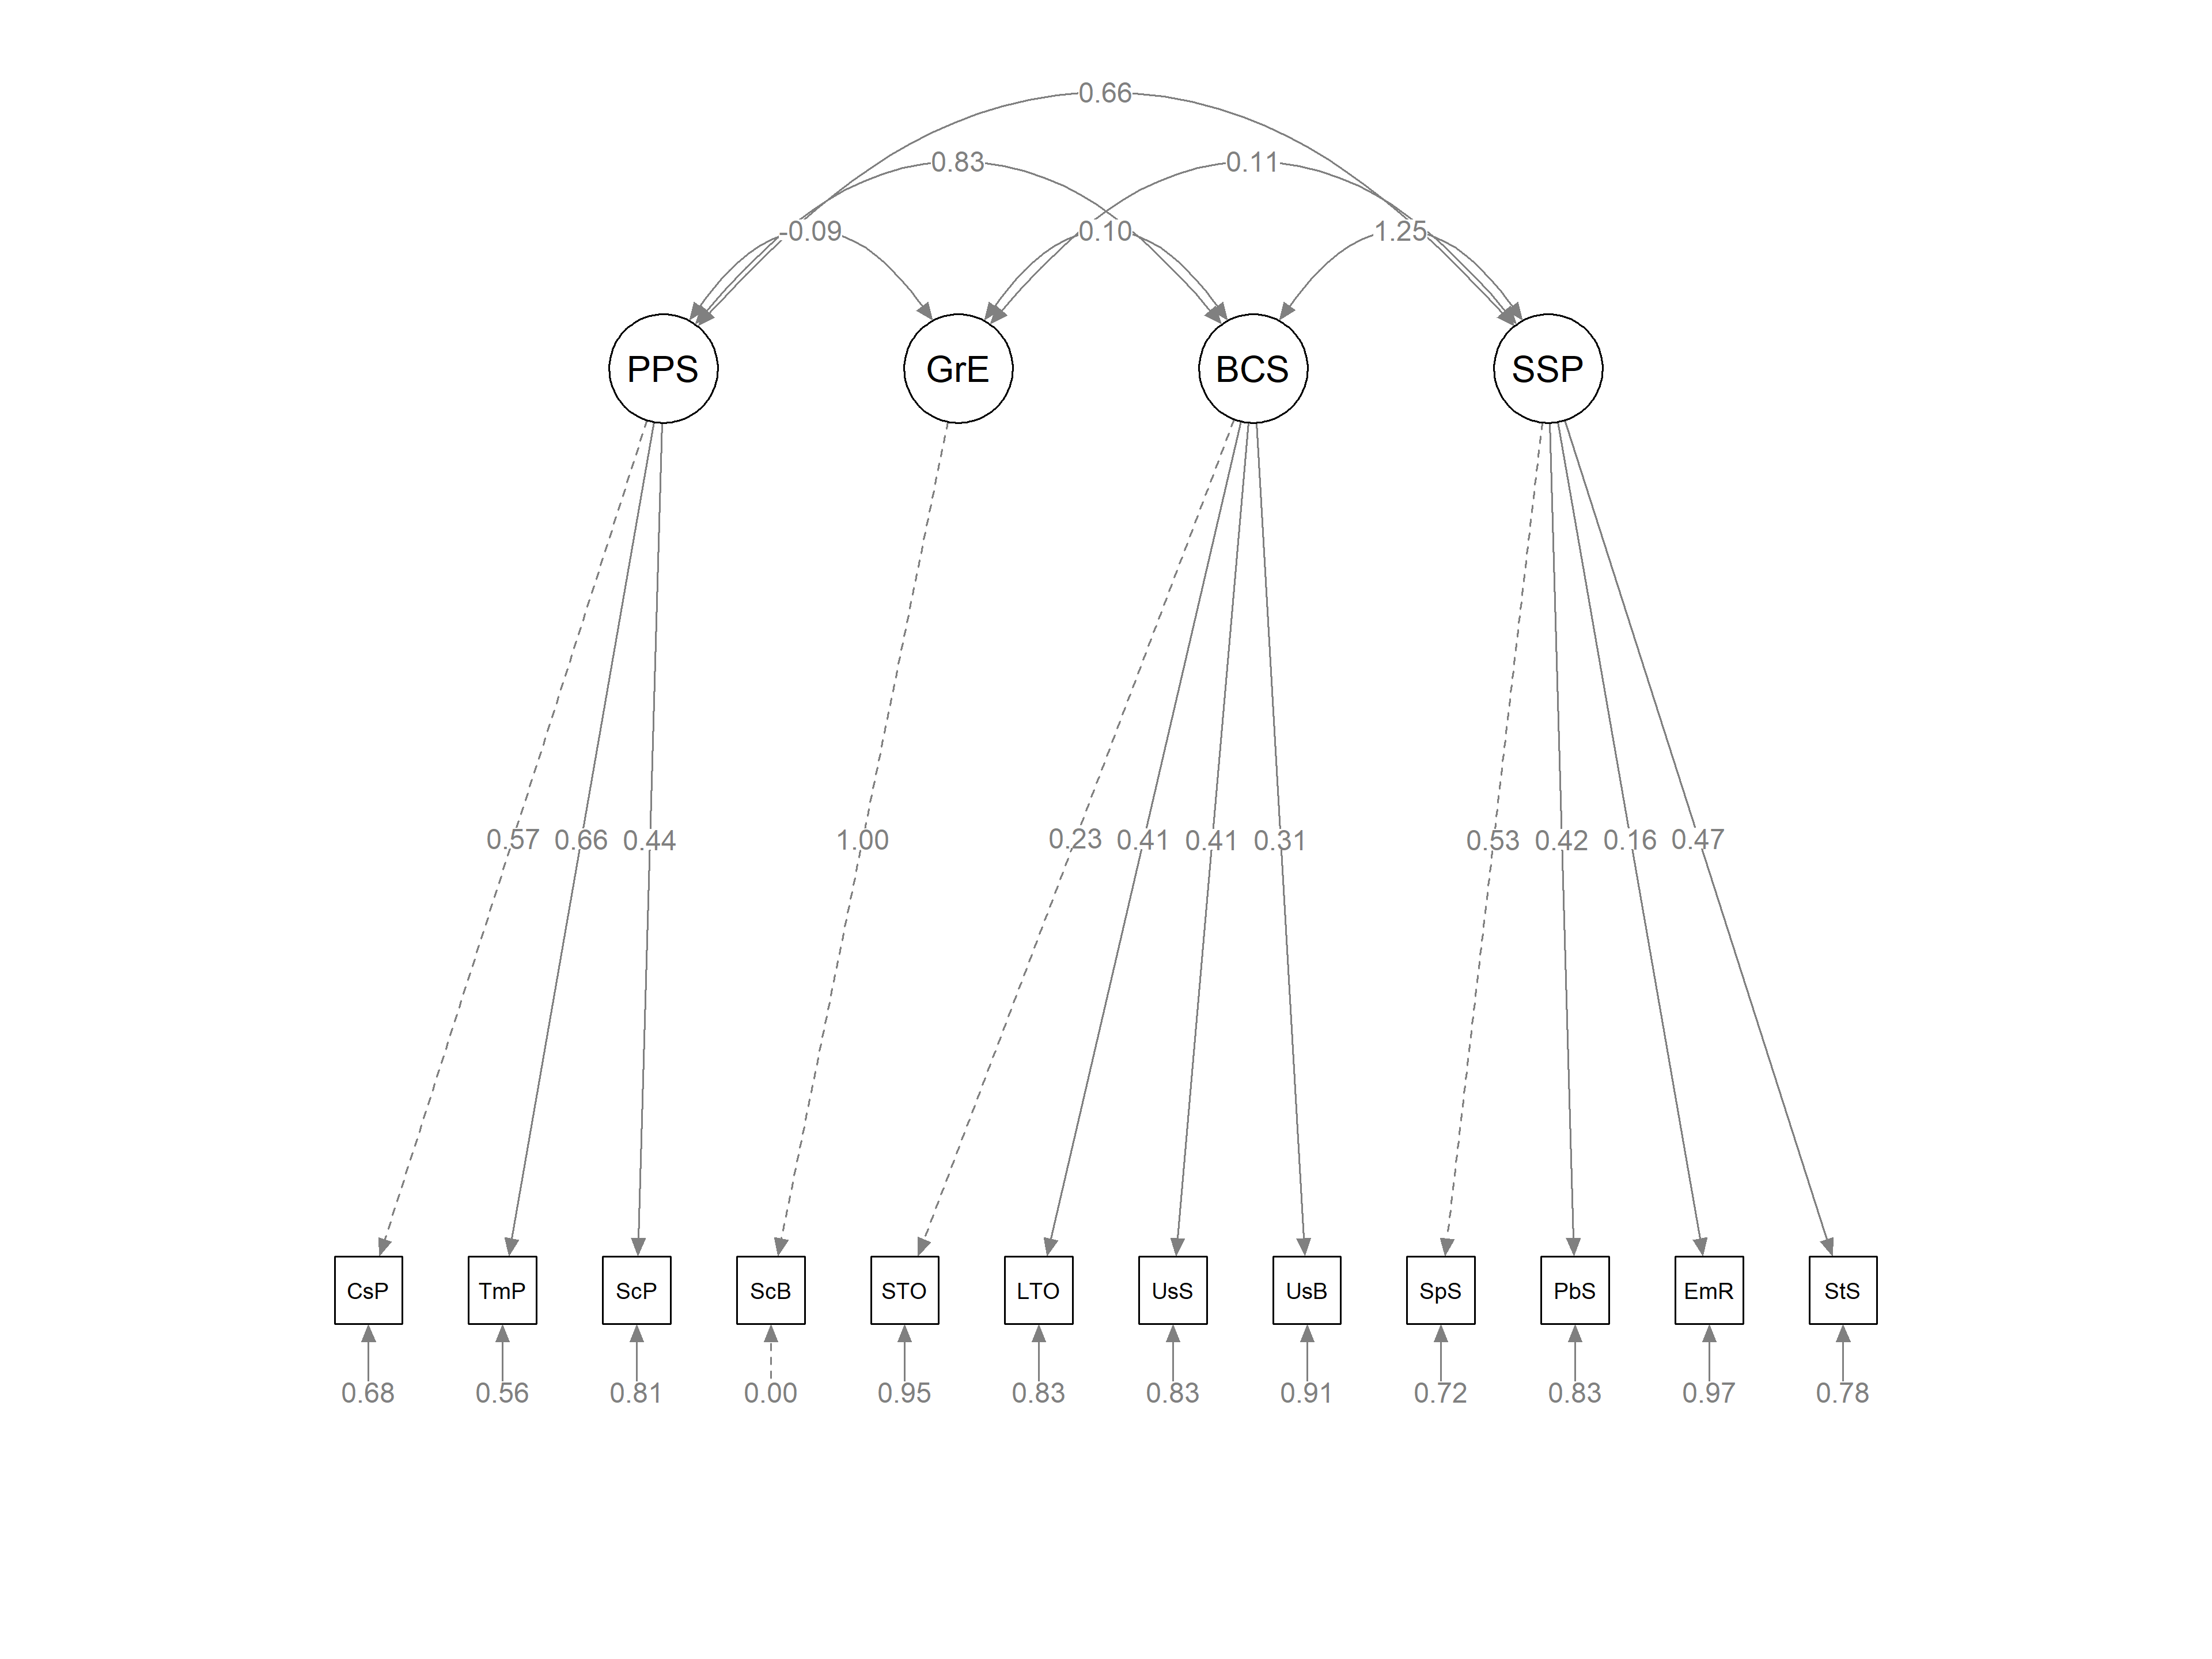 0.66
0.83 0.11
-0.09 0.10 1.25
PPS GrE BCS SSP
0.57 0.66 0.44 1.00 0.23 0.41 0.41 0.31 0.53 0.42 0.16 0.47
CsP TmP ScP ScB STO LTO UsS UsB SpS PbS EmR StS
0.68 0.56 0.81 0.00 0.95 0.83 0.83 0.91 0.72 0.83 0.97 0.78